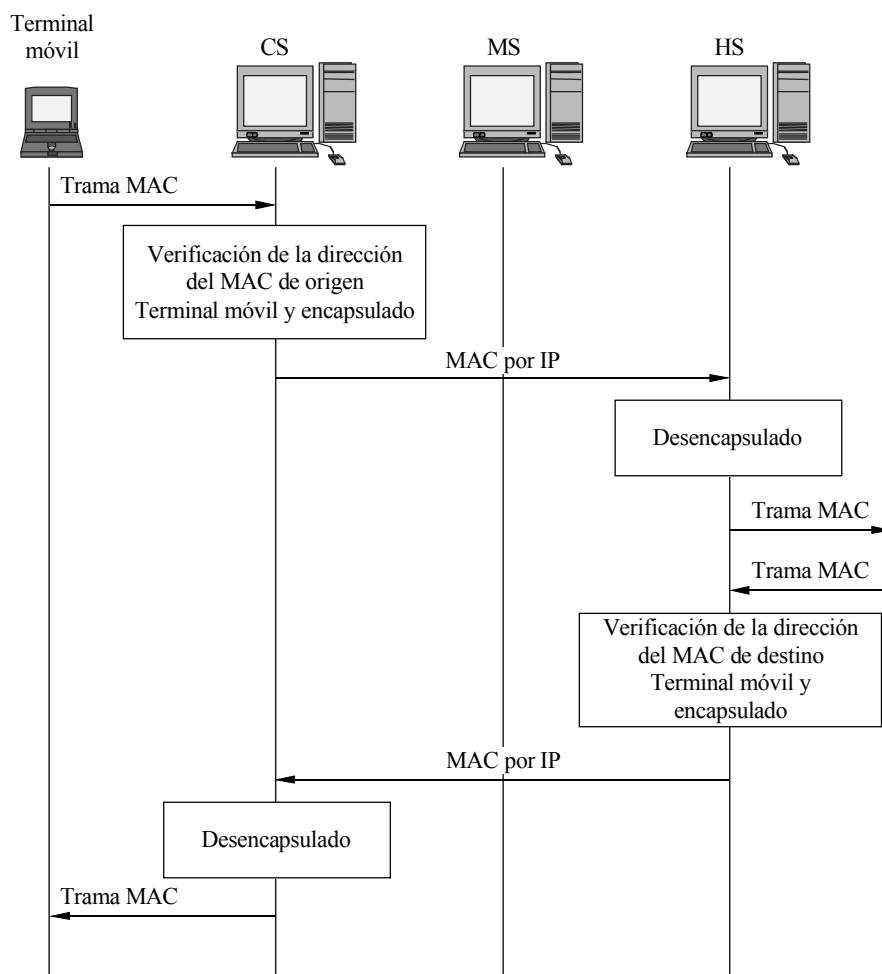 Terminal
móvil
CS
MS
HS
Trama MAC
Verificación de la dirección
del MAC de origen
Terminal móvil y encapsulado
MAC por IP
Desencapsulado
Trama MAC
Trama MAC
Verificación de la dirección
del MAC de destino
Terminal móvil y
encapsulado
MAC por IP
Desencapsulado
Trama MAC